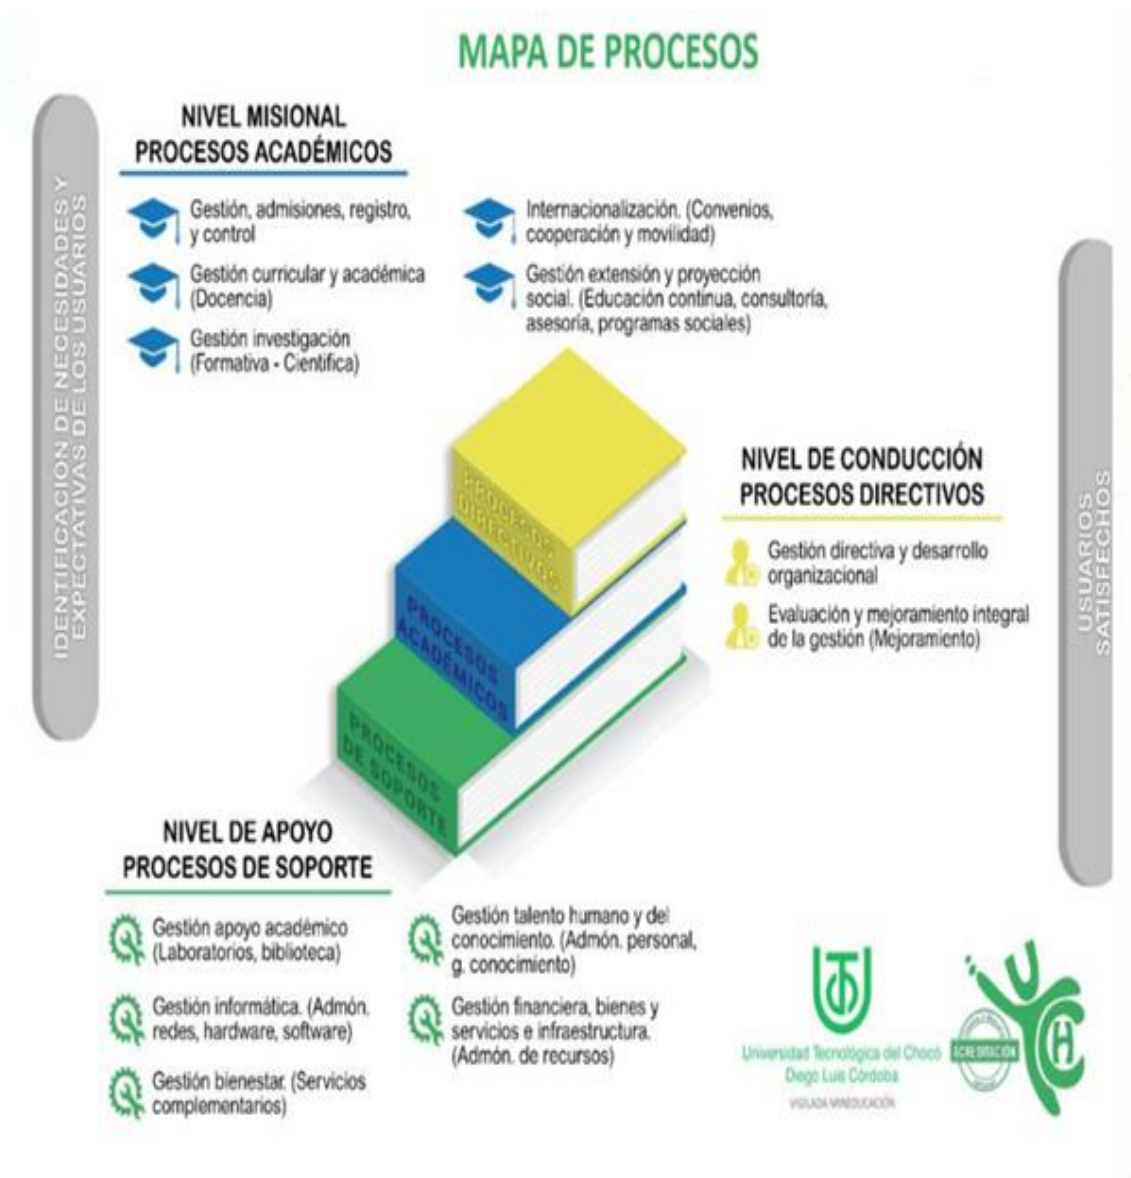 MAPA DE PROCESOS
IDENTIFICACION DE NECESIDADES Y
EXPECTATIVAS DE LOS USUARIOS
NIVEL MISIONAL
PROCESOS ACADÉMICOS
Gestión, admisiones, registro,
y control
Gestión curricular y académica
(Docencia)
Gestión investigación
(Formativa - Científica)
Internacionalización. (Convenios,
cooperación y movilidad)
Gestión extensión y proyección
social. (Educación continua, consultoría,
asesoría, programas sociales)
PROCESOS
DIRECTIVOS
PROCESOS
ACADÉMICOS
PROCESOS
DE SOPORTE
NIVEL DE CONDUCCIÓN
PROCESOS DIRECTIVOS
Gestión directiva y desarrollo
organizacional
Evaluación y mejoramiento integral
de la gestión (Mejoramiento)
USUARIOS
SATISFECHOS
NIVEL DE APOYO
PROCESOS DE SOPORTE
Gestión apoyo académico
(Laboratorios, biblioteca)
Gestión informática. (Admón.
redes, hardware, software)
Gestión bienestar. (Servicios
complementarios)
Gestión talento humano y del
conocimiento. (Admón. personal,
g. conocimiento)
Gestión financiera, bienes y
servicios e infraestructura.
(Admón. de recursos)
Universidad Tecnológica del Chocó
Diego Luis Córdoba
VIGILADA MINEDUCACIÓN
ACREDITACIÓN